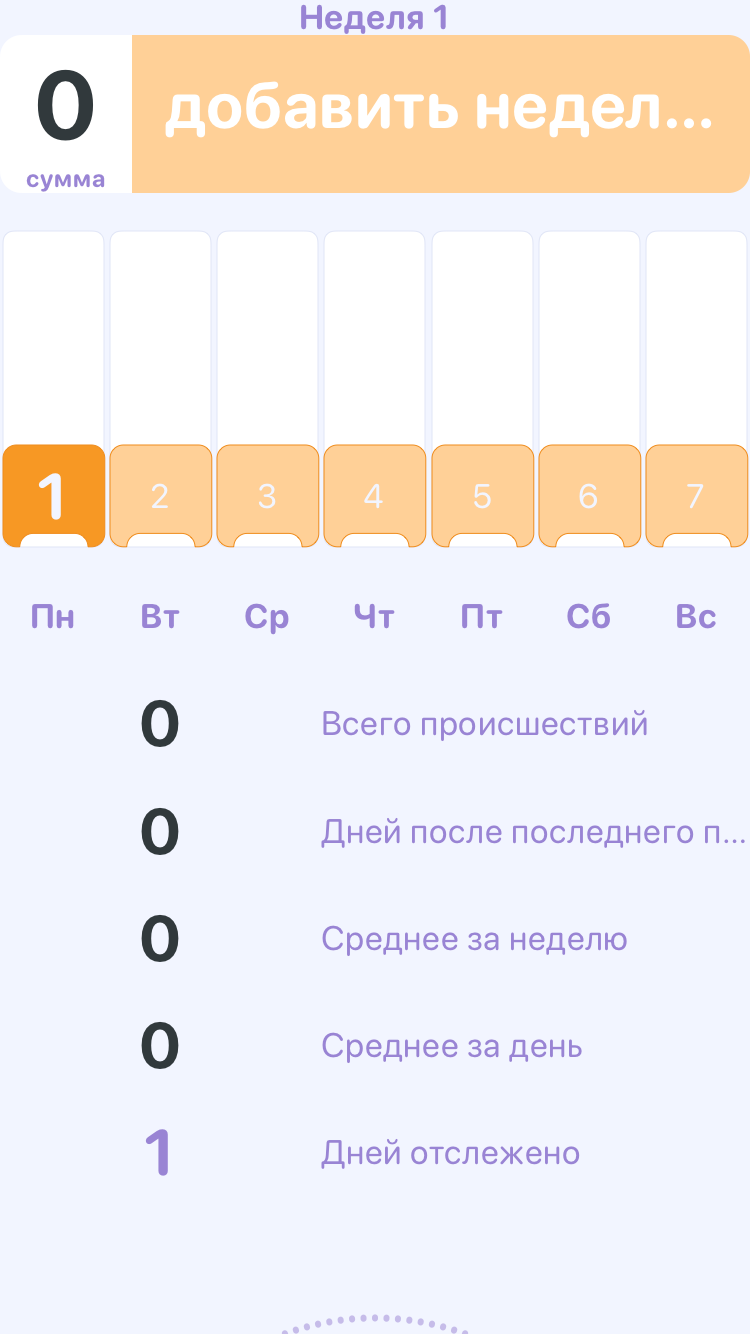 Неделя 1
0
добавить недел...
сумма
1 2 3 4 5 6 7
Пн Вт Ср Чт Пт Сб Вс
0 Всего происшествий
0 Дней после последнего п...
0 Среднее за неделю
0 Среднее за день
1 Дней отслежено